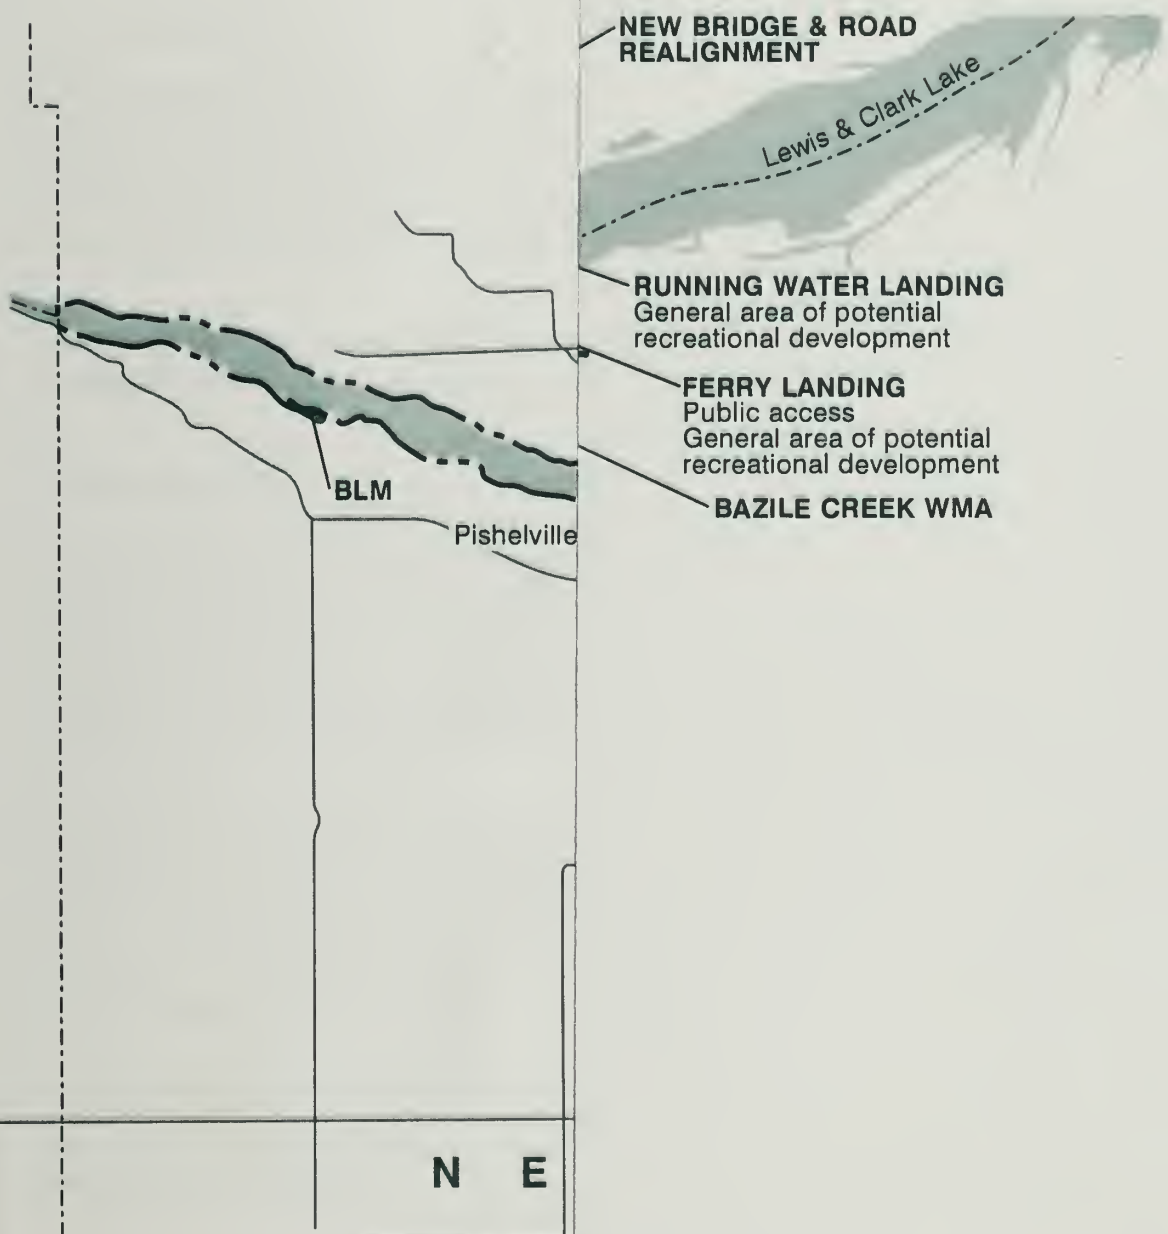 NEW BRIDGE & ROAD
REALIGNMENT
Lewis & Clark Lake
RUNNING WATER LANDING
General area of potential
recreational development
FERRY LANDING
Public access
General area of potential
recreational development
BLM
BAZILE CREEK WMA
Pishelville
N E